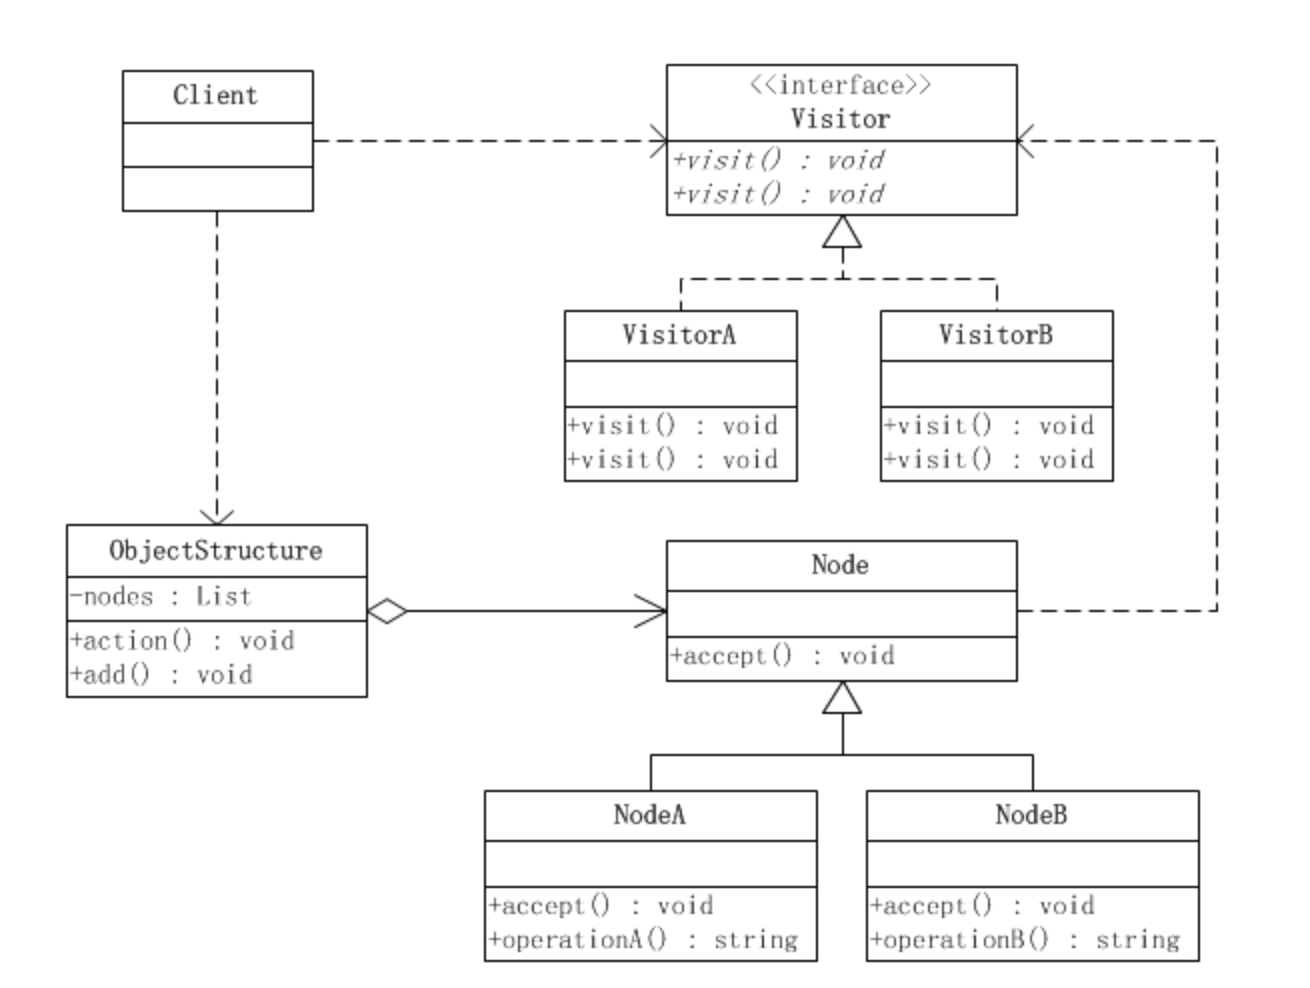 Client
<<interface>>
Visitor
+visit() : void
+visit() : void
VisitorA
+visit() : void
+visit() : void
VisitorB
+visit() : void
+visit() : void
ObjectStructure
-nodes : List
+action() : void
+add() : void
Node
+accept() : void
NodeA
+accept() : void
+operationA() : string
NodeB
+accept() : void
+operationB() : string